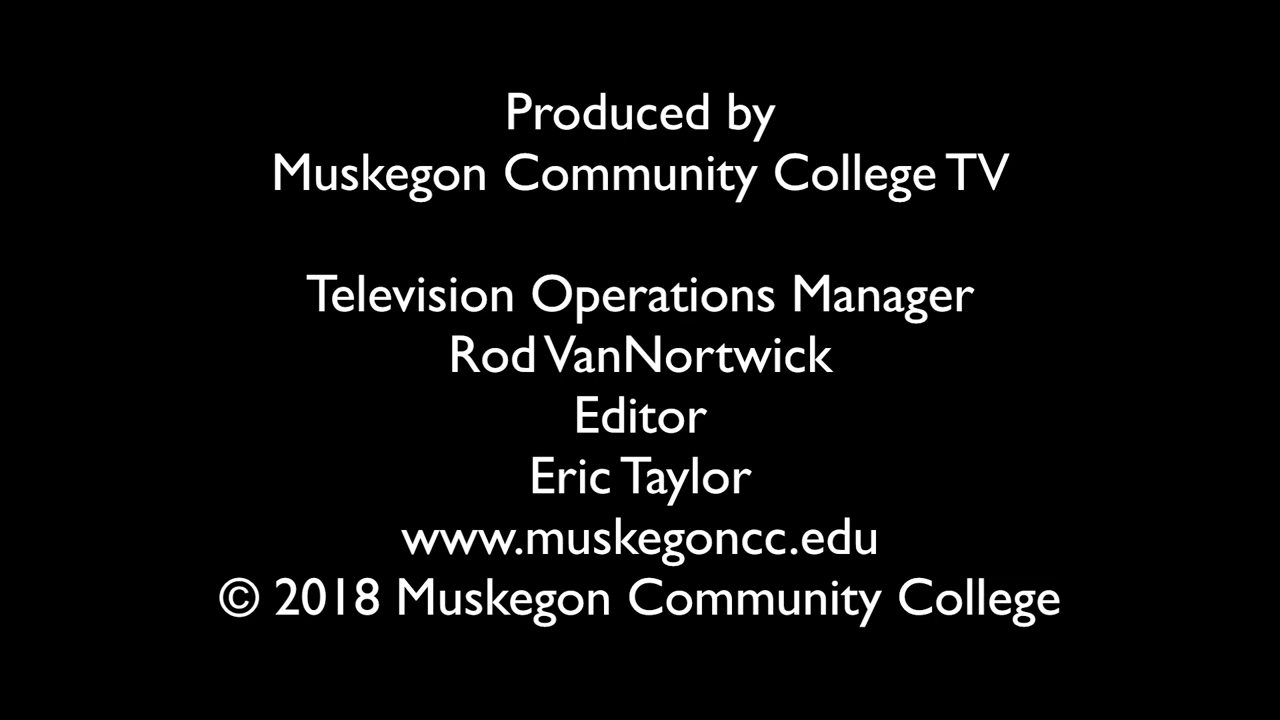 Produced by
Muskegon Community College TV
Television Operations Manager
Rod VanNortwick
Editor
Eric Taylor
www.muskegoncc.edu
© 2018 Muskegon Community College